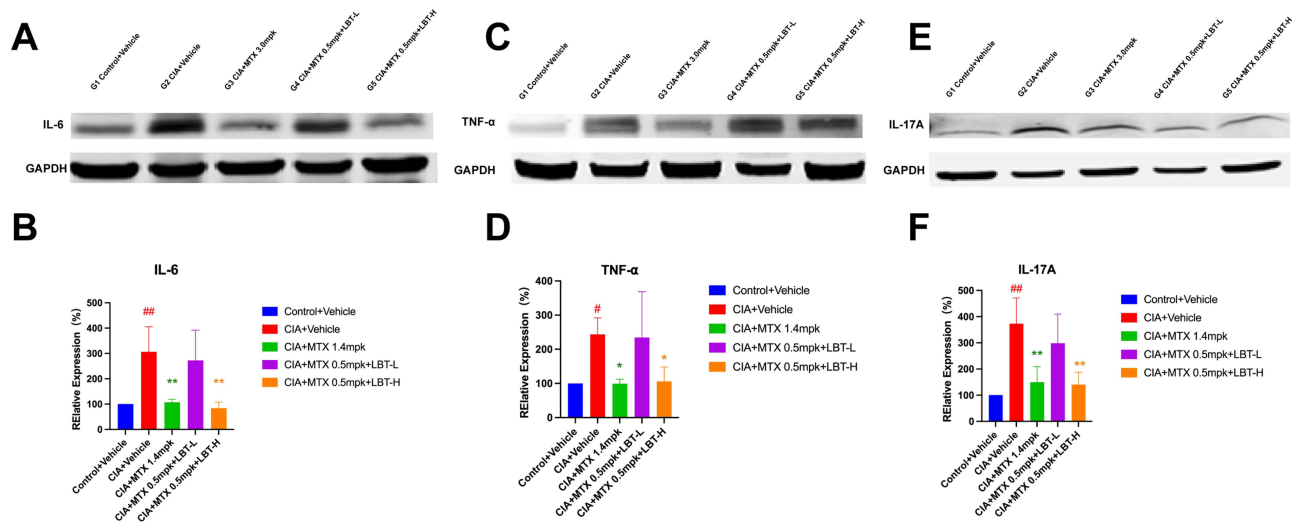 A
G1 Control+Vehicle
G2 CIA+Vehicle
G3 CIA+MTX 3.0mpk
G4 CIA+MTX 0.5mpk+LBT-L
G5 CIA+MTX 0.5mpk+LBT-H
IL-6
GAPDH
C
G1 Control+Vehicle
G2 CIA+Vehicle
G3 CIA+MTX 3.0mpk
G4 CIA+MTX 0.5mpk+LBT-L
G5 CIA+MTX 0.5mpk+LBT-H
TNF-α
GAPDH
E
G1 Control+Vehicle
G2 CIA+Vehicle
G3 CIA+MTX 3.0mpk
G4 CIA+MTX 0.5mpk+LBT-L
G5 CIA+MTX 0.5mpk+LBT-H
IL-17A
GAPDH
B
IL-6
RElative Expression (%)
500
400
300
200
100
0
##
**
**
Control+Vehicle
CIA+Vehicle
CIA+MTX 1.4mpk
CIA+MTX 0.5mpk+LBT-L
CIA+MTX 0.5mpk+LBT-H
Control+Vehicle
CIA+Vehicle
CIA+MTX 1.4mpk
CIA+MTX 0.5mpk+LBT-L
CIA+MTX 0.5mpk+LBT-H
D
TNF-α
RElative Expression (%)
400
300
200
100
0
#
*
*
Control+Vehicle
CIA+Vehicle
CIA+MTX 1.4mpk
CIA+MTX 0.5mpk+LBT-L
CIA+MTX 0.5mpk+LBT-H
Control+Vehicle
CIA+Vehicle
CIA+MTX 1.4mpk
CIA+MTX 0.5mpk+LBT-L
CIA+MTX 0.5mpk+LBT-H
F
IL-17A
RElative Expression (%)
500
400
300
200
100
0
##
**
**
Control+Vehicle
CIA+Vehicle
CIA+MTX 1.4mpk
CIA+MTX 0.5mpk+LBT-L
CIA+MTX 0.5mpk+LBT-H
Control+Vehicle
CIA+Vehicle
CIA+MTX 1.4mpk
CIA+MTX 0.5mpk+LBT-L
CIA+MTX 0.5mpk+LBT-H